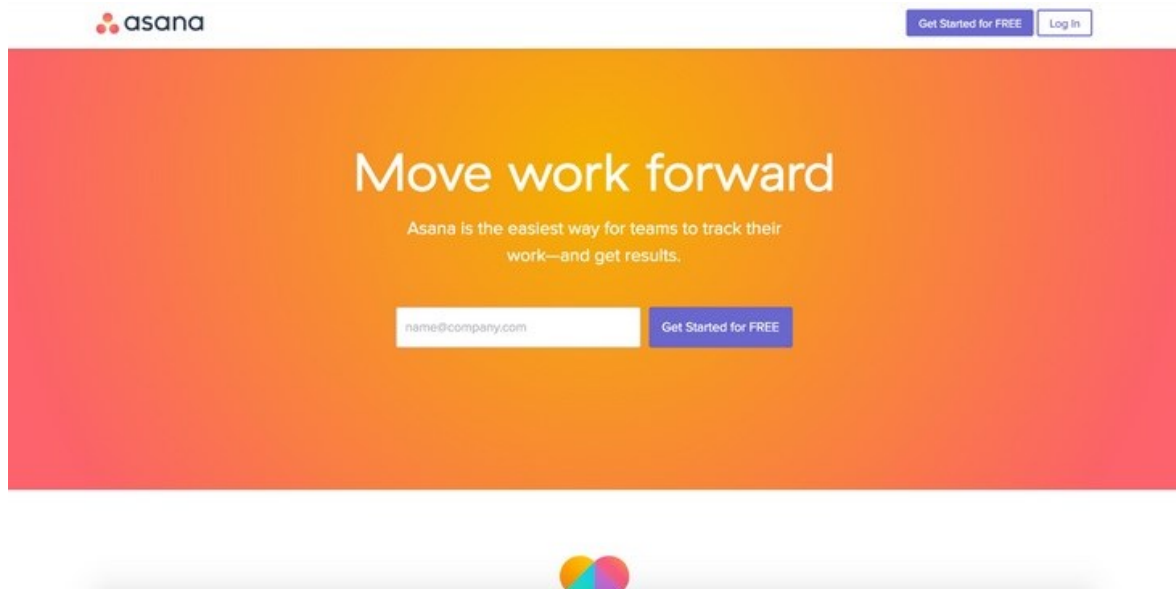 asana
Get Started for FREE
Log In
Move work forward
Asana is the easiest way for teams to track their
work—and get results.
name@company.com
Get Started for FREE